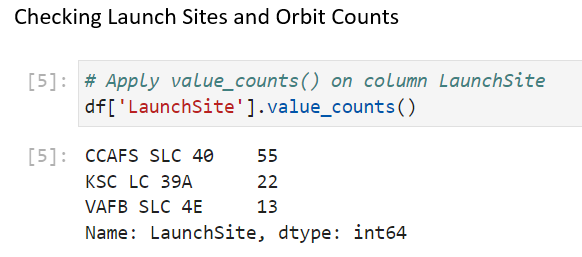 Checking Launch Sites and Orbit Counts
[5]: # Apply value_counts() on column LaunchSite
df['LaunchSite'].value_counts()
[5]: CCAFS SLC 40    55
KSC LC 39A      22
VAFB SLC 4E     13
Name: LaunchSite, dtype: int64